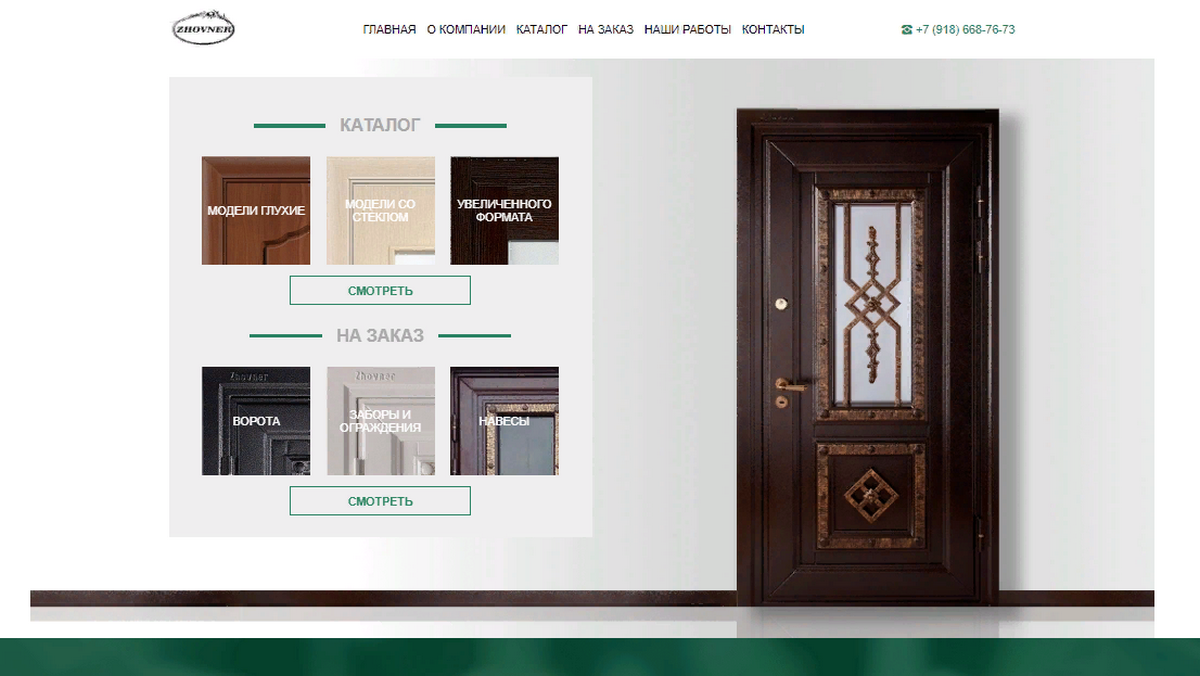 ZHOVNER
ГЛАВНАЯ О КОМПАНИИ КАТАЛОГ НА ЗАКАЗ НАШИ РАБОТЫ КОНТАКТЫ
+7 (918) 668-76-73
КАТАЛОГ
МОДЕЛИ ГЛУХИЕ
МОДЕЛИ СО
СТЕКЛОМ
УВЕЛИЧЕННОГО
ФОРМАТА
СМОТРЕТЬ
НА ЗАКАЗ
Zhovner
ВОРОТА
Zhovner
ЗАБОРЫ И
ОГРАЖДЕНИЯ
НАВЕСЫ
СМОТРЕТЬ